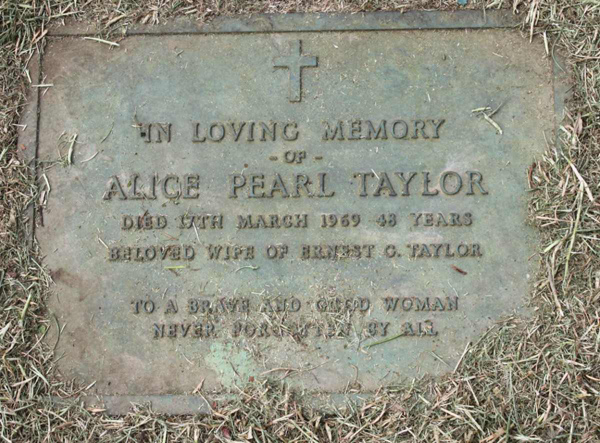 IN LOVING MEMORY
- OF -
ALICE PEARL TAYLOR
DIED 17TH MARCH 1969 48 YEARS
BELOVED WIFE OF ERNEST G. TAYLOR
TO A BRAVE AND GOOD WOMAN
NEVER FORGOTTEN BY ALL